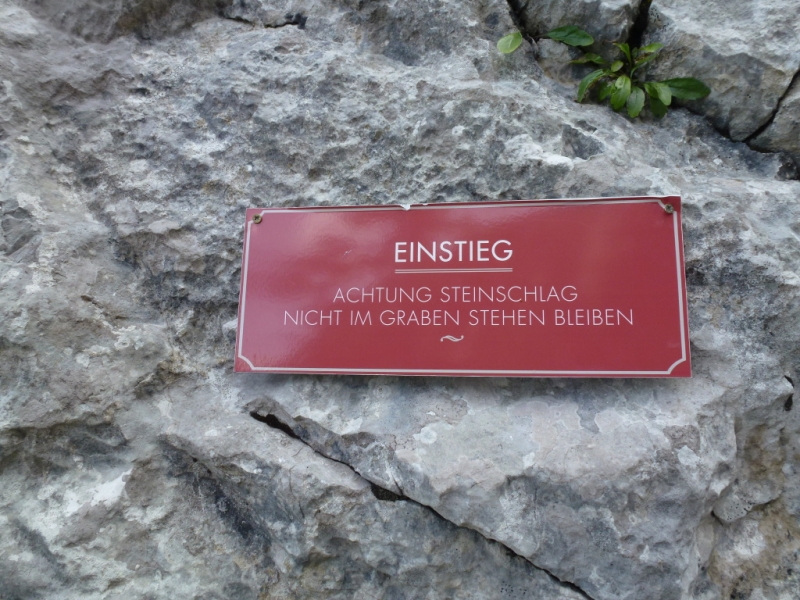 EINSTIEG
ACHTUNG STEINSCHLAG
NICHT IM GRABEN STEHEN BLEIBEN